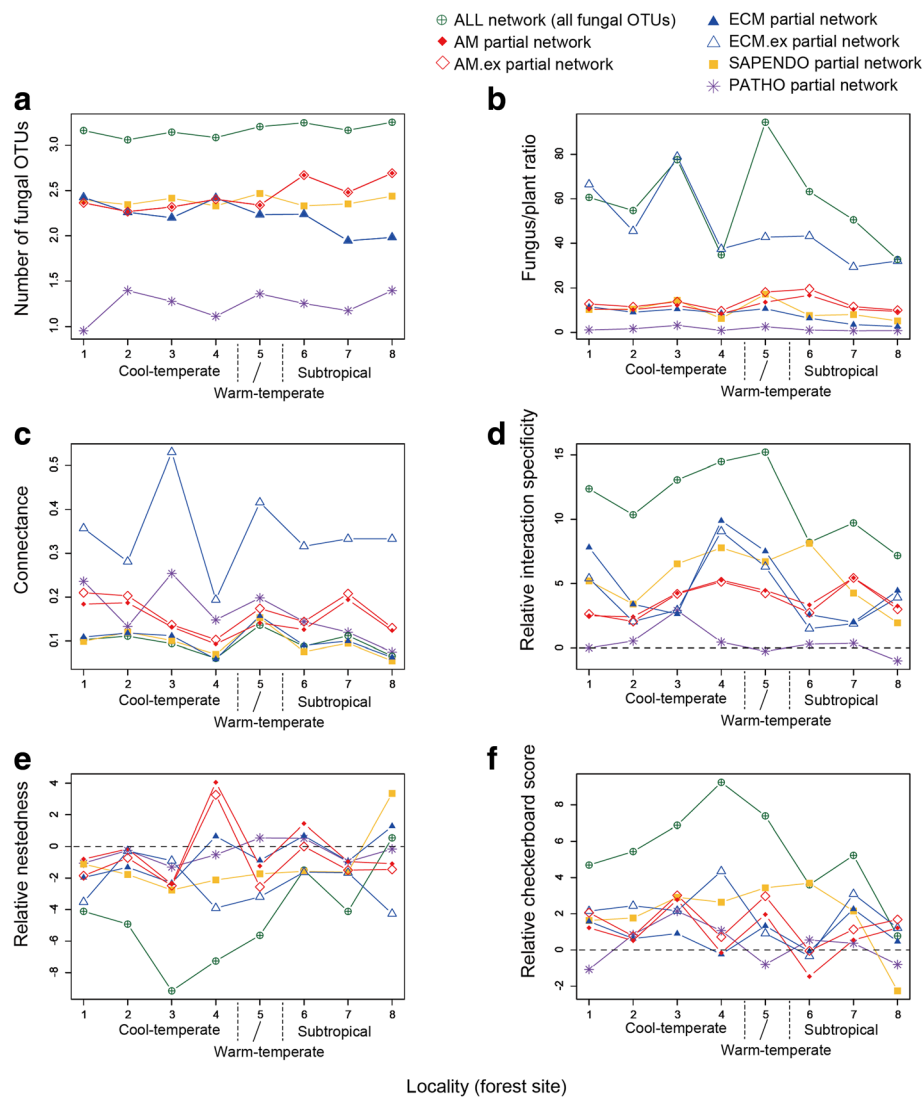 ALL network (all fungal OTUs)
AM partial network
AM.ex partial network
ECM partial network
ECM.ex partial network
SAPENDO partial network
PATHO partial network
a
Number of fungal OTUs
3.0
2.5
2.0
1.5
1.0
1 2 3 4 5 6 7 8
Cool-temperate
Subtropical
Warm-temperate
b
Fungus/plant ratio
80
60
40
20
0
1 2 3 4 5 6 7 8
Cool-temperate
Subtropical
Warm-temperate
c
Connectance
0.5
0.4
0.3
0.2
0.1
1 2 3 4 5 6 7 8
Cool-temperate
Subtropical
Warm-temperate
d
Relative interaction specificity
15
10
5
0
1 2 3 4 5 6 7 8
Cool-temperate
Subtropical
Warm-temperate
e
Relative nestedness
4
2
0
-2
-4
-6
-8
1 2 3 4 5 6 7 8
Cool-temperate
Subtropical
Warm-temperate
f
Relative checkerboard score
8
6
4
2
0
-2
1 2 3 4 5 6 7 8
Cool-temperate
Subtropical
Warm-temperate
Locality (forest site)